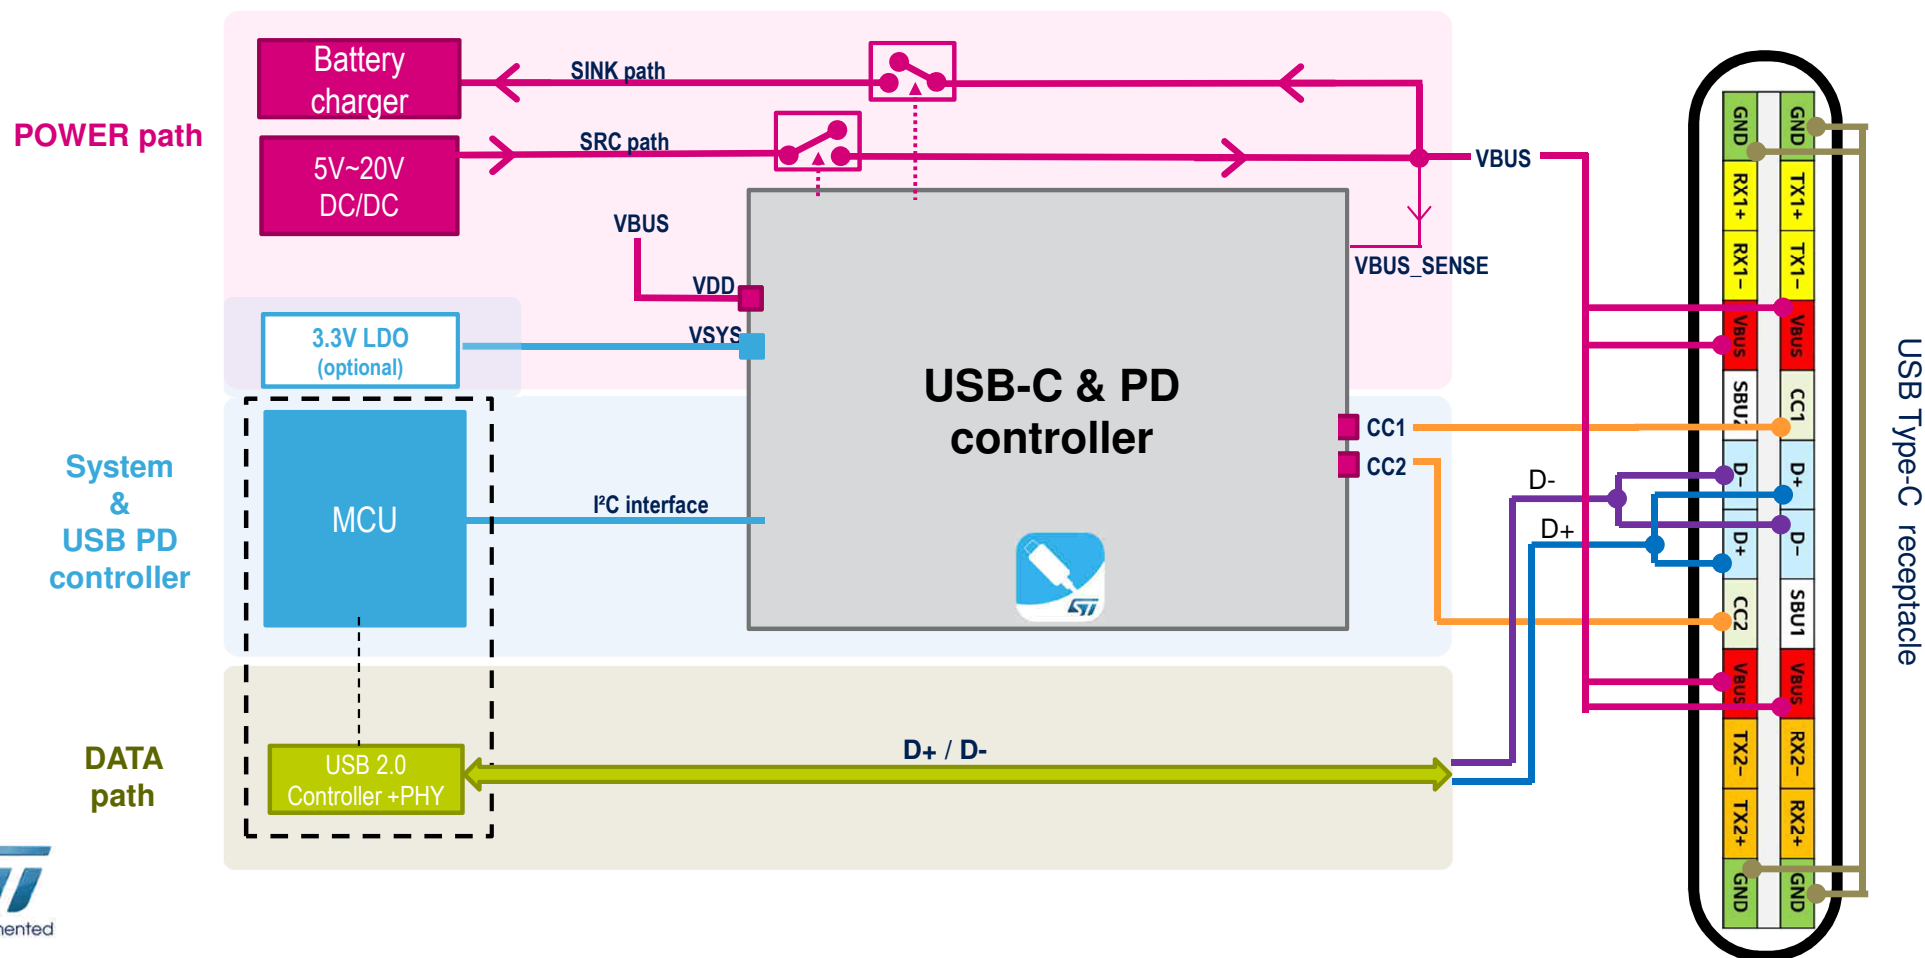 POWER path
Battery
charger
SINK path
5V~20V
DC/DC
SRC path
VBUS
VBUS
VDD
VBUS_SENSE
3.3V LDO
(optional)
VSYS
System
&
USB PD
controller
MCU
I²C interface
USB-C & PD
controller
CC1
CC2
ST
D-
D+
DATA
path
USB 2.0
Controller +PHY
D+ / D-
GND
RX1+
RX1−
VBUS
SBU2
D−
D+
CC2
VBUS
TX2−
TX2+
GND
GND
TX1+
TX1−
VBUS
CC1
D+
D−
SBU1
VBUS
RX2−
RX2+
GND
USB Type-C receptacle